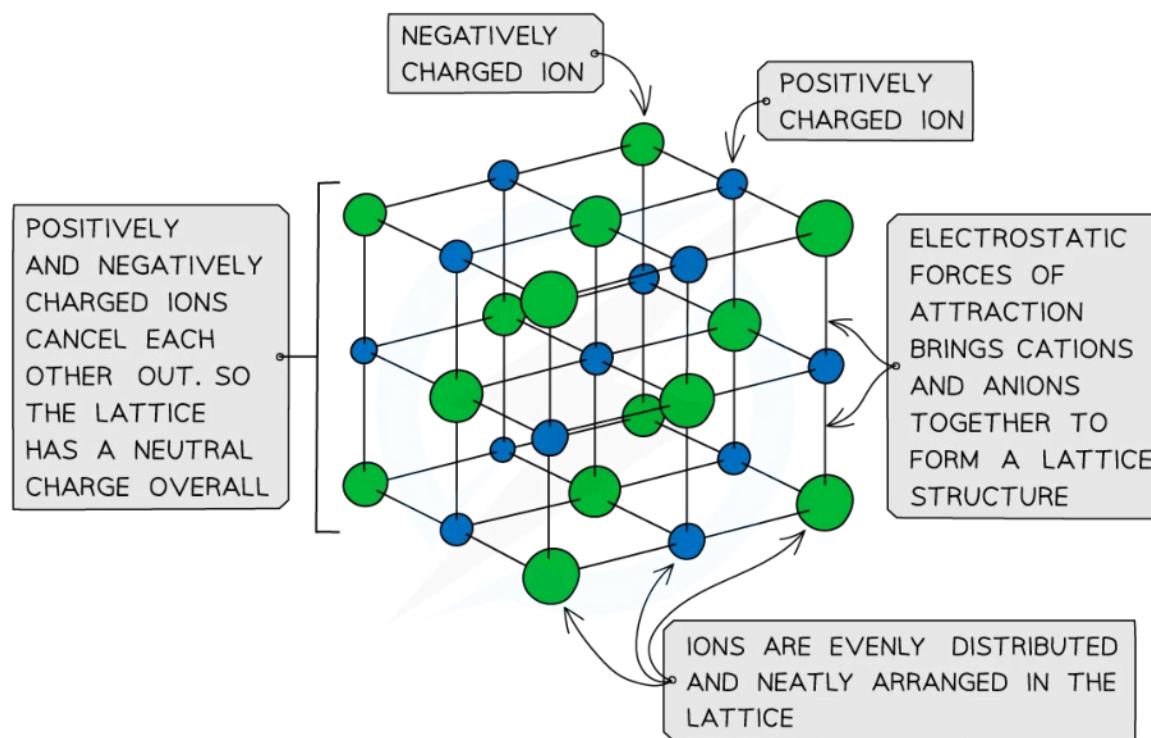 NEGATIVELY
CHARGED ION
POSITIVELY
CHARGED ION
POSITIVELY
AND NEGATIVELY
CHARGED IONS
CANCEL EACH
OTHER OUT. SO
THE LATTICE
HAS A NEUTRAL
CHARGE OVERALL
ELECTROSTATIC
FORCES OF
ATTRACTION
BRINGS CATIONS
AND ANIONS
TOGETHER TO
FORM A LATTICE
STRUCTURE
IONS ARE EVENLY DISTRIBUTED
AND NEATLY ARRANGED IN THE
LATTICE